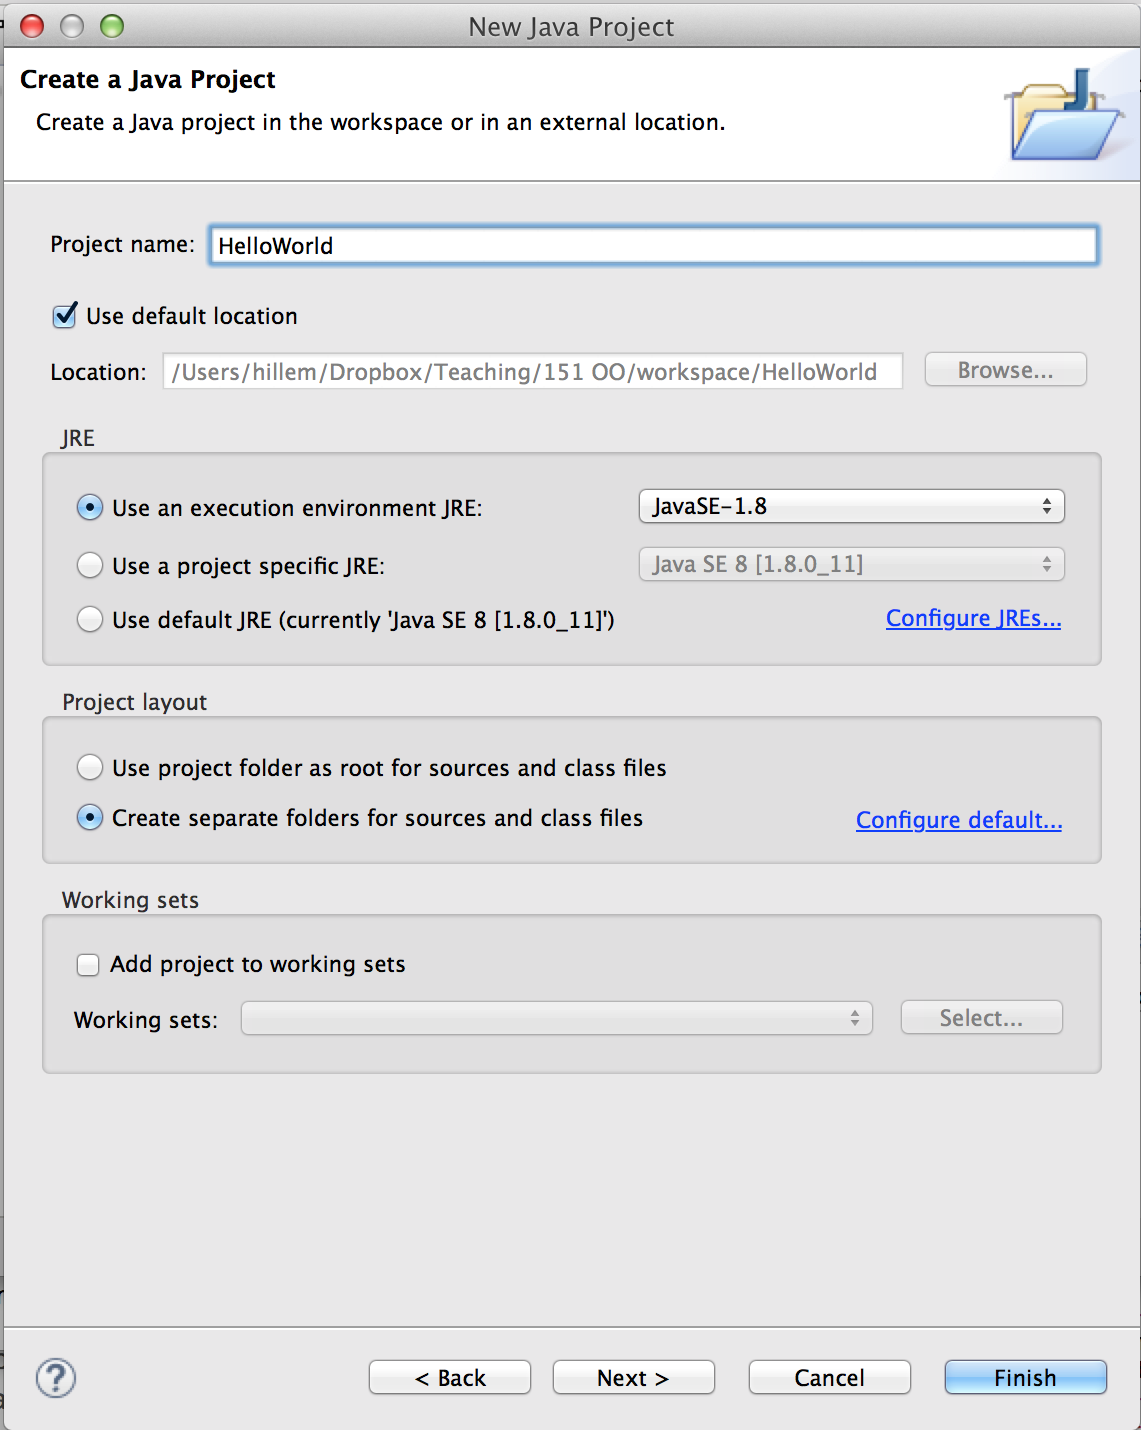 New Java Project
Create a Java Project
Create a Java project in the workspace or in an external location.
Project name: HelloWorld
Use default location
Location: /Users/hillem/Dropbox/Teaching/151 OO/workspace/HelloWorld Browse...
JRE
Use an execution environment JRE: JavaSE-1.8
Use a project specific JRE: Java SE 8 [1.8.0_11]
Use default JRE (currently 'Java SE 8 [1.8.0_11]') Configure JREs...
Project layout
Use project folder as root for sources and class files
Create separate folders for sources and class files Configure default...
Working sets
Add project to working sets
Working sets: Select...
? < Back Next > Cancel Finish